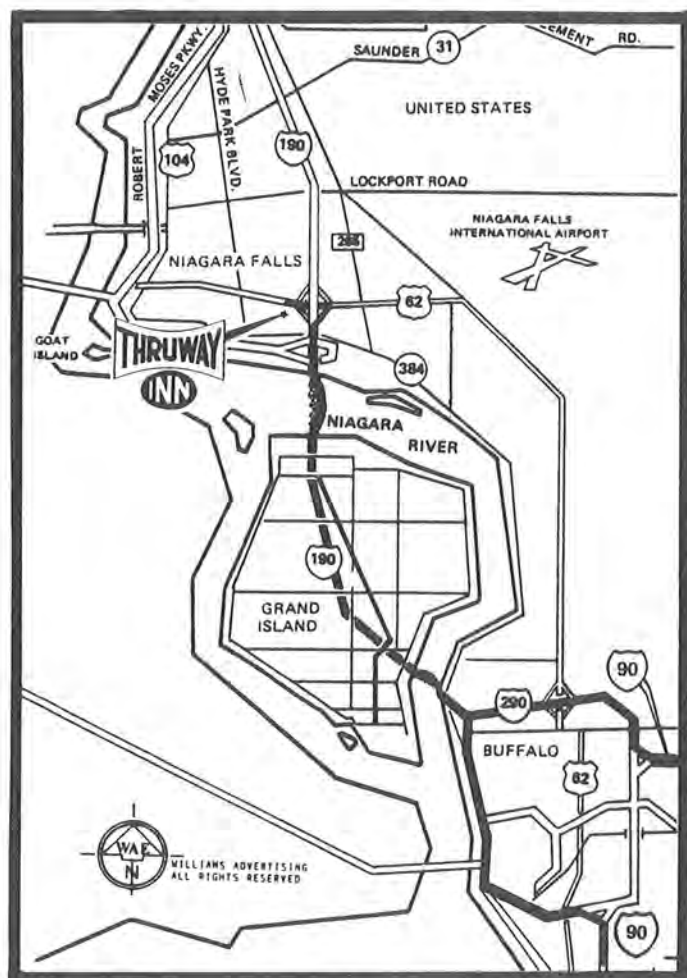 SAUNDER
31
CEMENT RD.
MOSES PKWY.
HYDE PARK BLVD.
UNITED STATES
190
104
ROBERT
LOCKPORT ROAD
NIAGARA FALLS
INTERNATIONAL AIRPORT
265
NIAGARA FALLS
62
GOAT
ISLAND
THRUWAY
INN
384
NIAGARA
RIVER
190
GRAND
ISLAND
90
290
BUFFALO
62
WAE
N
WILLIAMS ADVERTISING
ALL RIGHTS RESERVED
90